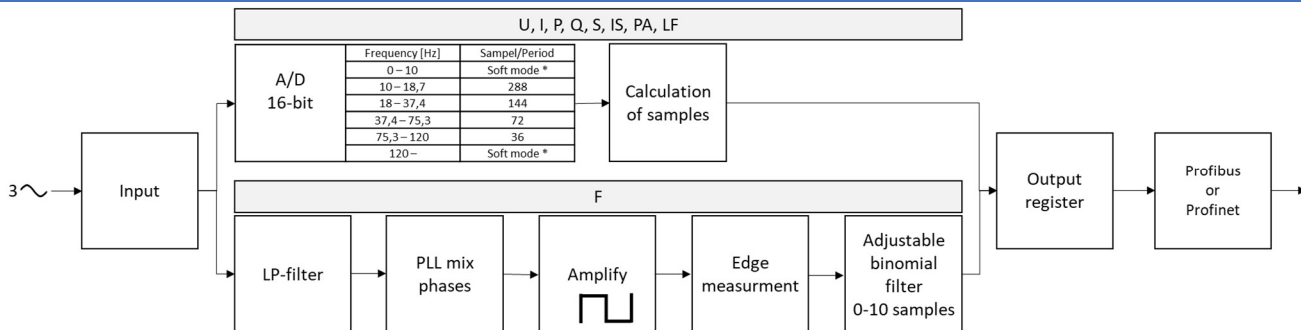 U, I, P, Q, S, IS, PA, LF
A/D
16-bit
Frequency [Hz] Sampel/Period
0–10 Soft mode *
10–18,7 288
18–37,4 144
37,4–75,3 72
75,3–120 36
120– Soft mode *
Calculation
of samples
3
Input
F
LP-filter
PLL mix
phases
Amplify
Edge
measurment
Adjustable
binomial
filter
0-10 samples
Output
register
Profibus
or
Profinet